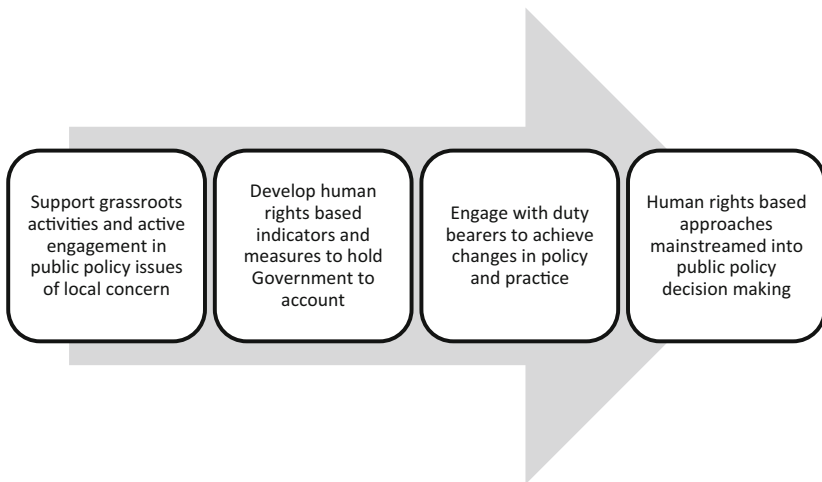 Support grassroots
activities and active
engagement in
public policy issues
of local concern
Develop human
rights based
indicators and
measures to hold
Government to
account
Engage with duty
bearers to achieve
changes in policy
and practice
Human rights based
approaches
mainstreamed into
public policy
decision making